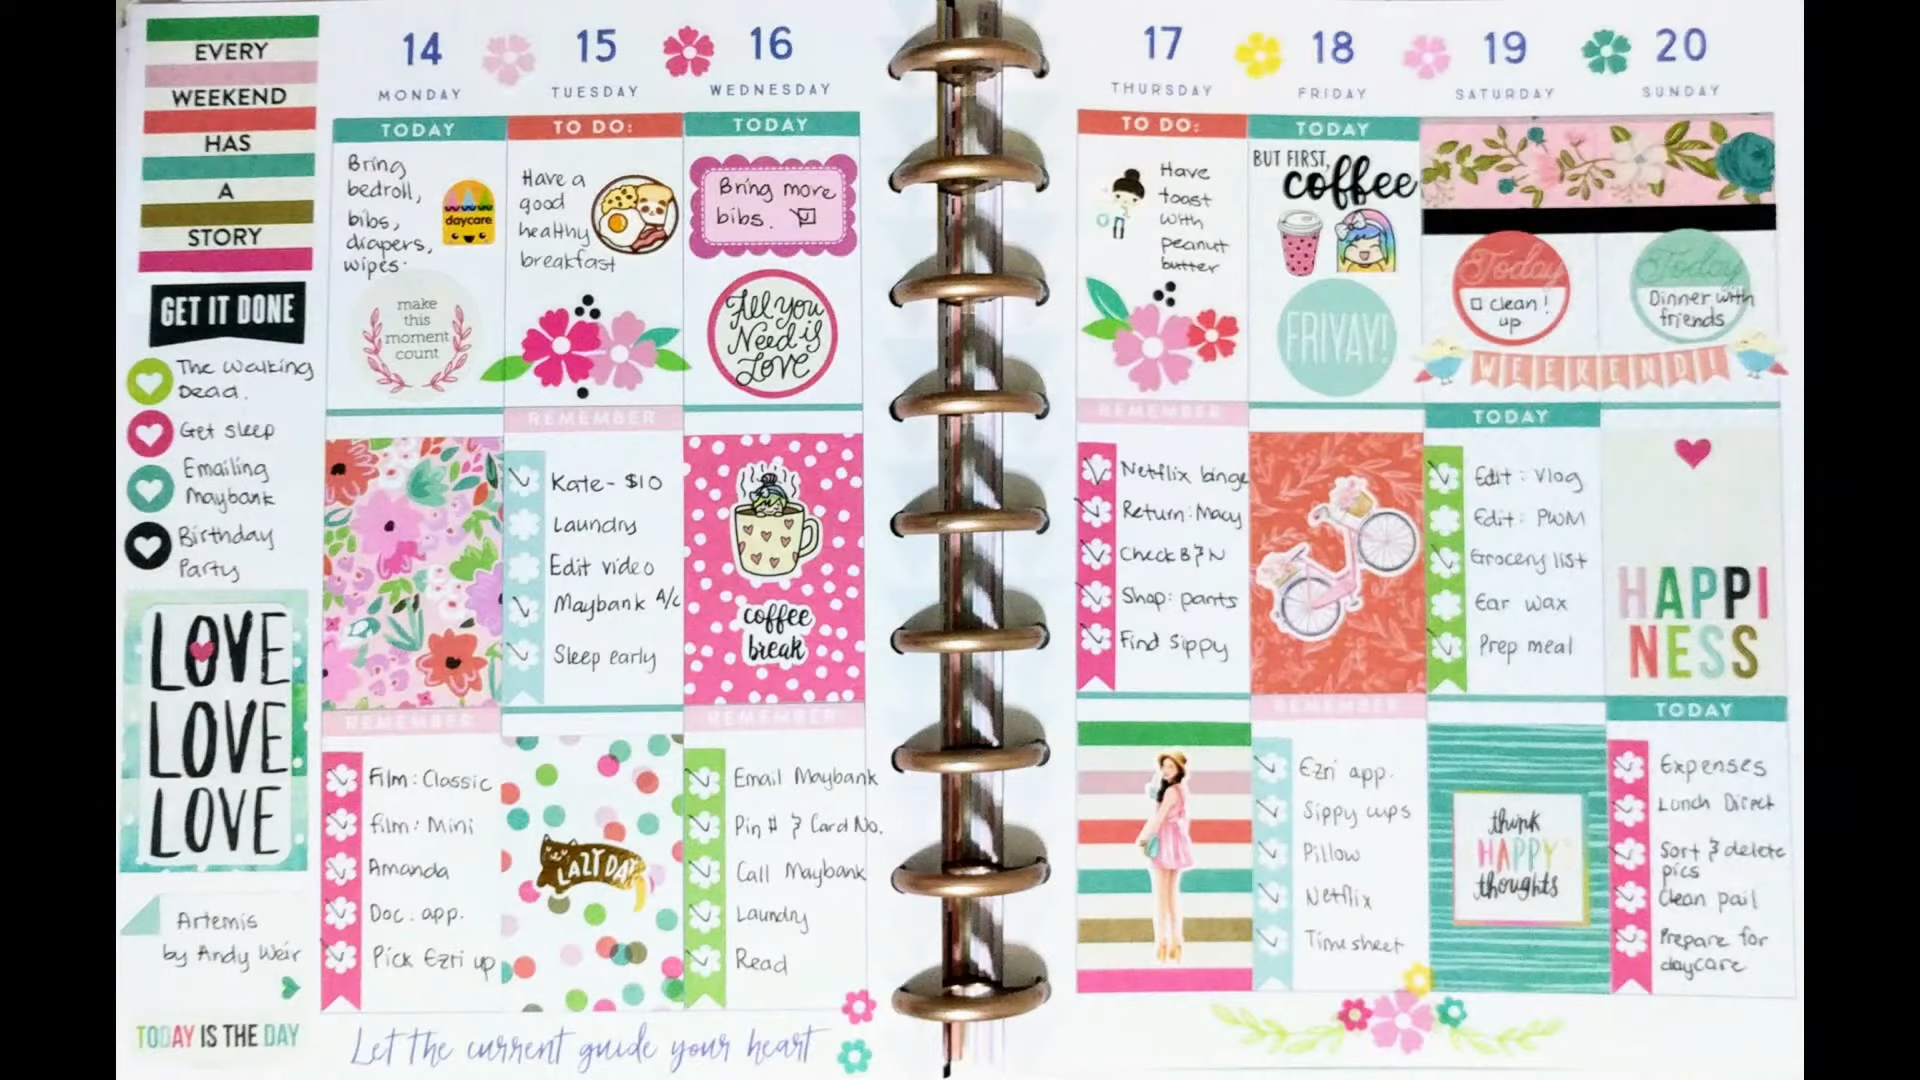 EVERY
WEEKEND
HAS
A
STORY
GET IT DONE
The Walking
Dead.
Get sleep
Emailing
Maybank
Birthday
Party
LOVE
LOVE
LOVE
Artemis
by Andy Weir
TODAY IS THE DAY
14
MONDAY
TODAY
Bring
bedroll,
bibs,
diapers,
wipes.
daycare
make
this
moment
count
REMEMBER
Film: Classic
film: Mini
Amanda
Doc. app.
Pick Ezri up
15
TUESDAY
TO DO:
Have a
good
healthy
breakfast
REMEMBER
Kate - $10
Laundry
Edit video
Maybank A/c
Sleep early
LAZY DAY
16
WEDNESDAY
TODAY
Bring more
bibs.
All you
Need is
Love
coffee
break
REMEMBER
Email Maybank
Pin # & Card No.
Call Maybank
Laundry
Read
Let the current guide your heart
17
THURSDAY
TO DO:
Have
toast
with
peanut
butter
REMEMBER
Netflix binge
Return: Macy
Check B & N
Shop: pants
Find Sippy
18
FRIDAY
TODAY
BUT FIRST,
coffee
FRIYAY!
REMEMBER
Ezri app.
Sippy cups
Pillow
Netflix
Timesheet
19
SATURDAY
Today
clean!
up
WEEKEND!
TODAY
Edit: Vlog
Edit: PWM
Grocery list
Ear wax
Prep meal
think
HAPPY
thoughts
20
SUNDAY
Today
Dinner with
friends
HAPPI
NESS
TODAY
Expenses
Lunch Direct
Sort & delete
pics
Clean pail
Prepare for
daycare